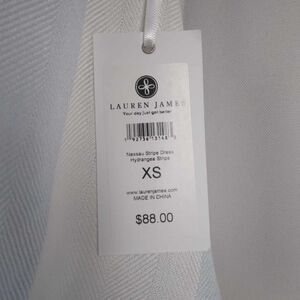 LAUREN JAMES
Your day just got better
Nassau Stripe Dress
Hydrangea Stripe
XS
www.laurenjames.com
MADE IN CHINA
$88.00